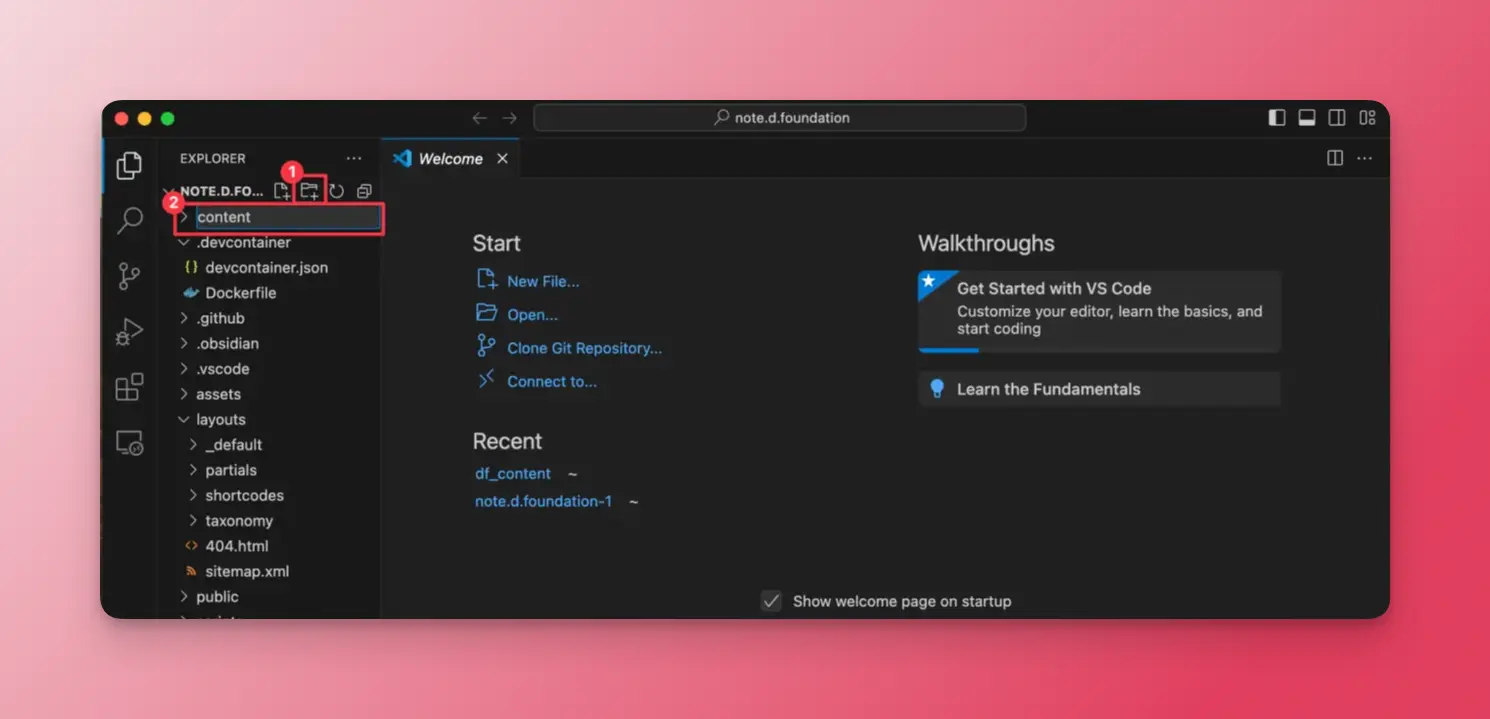 note.d.foundation
EXPLORER
Welcome
1
NOTE.D.FO...
2
content
.devcontainer
devcontainer.json
Dockerfile
.github
.obsidian
.vscode
assets
layouts
_default
partials
shortcodes
taxonomy
404.html
sitemap.xml
public
Start
New File...
Open...
Clone Git Repository...
Connect to...
Recent
df_content ~
note.d.foundation-1 ~
Walkthroughs
Get Started with VS Code
Customize your editor, learn the basics, and
start coding
Learn the Fundamentals
Show welcome page on startup